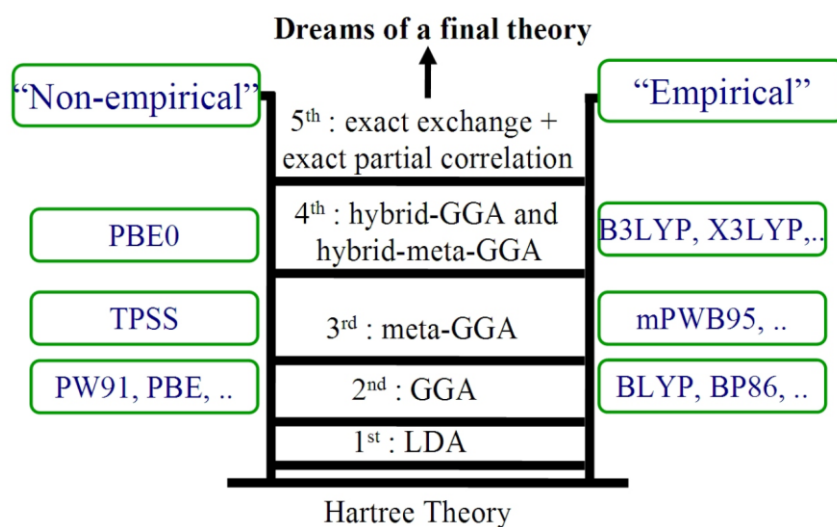 Dreams of a final theory
“Non-empirical”
“Empirical”
5th : exact exchange +
exact partial correlation
PBE0
4th : hybrid-GGA and
hybrid-meta-GGA
B3LYP, X3LYP,..
TPSS
3rd : meta-GGA
mPWB95, ..
PW91, PBE, ..
2nd : GGA
BLYP, BP86, ..
1st : LDA
Hartree Theory